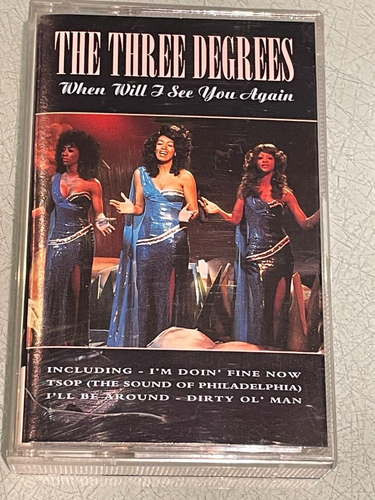 THE THREE DEGREES
When Will I See You Again
INCLUDING - I'M DOIN' FINE NOW
TSOP (THE SOUND OF PHILADELPHIA)
I'LL BE AROUND - DIRTY OL' MAN